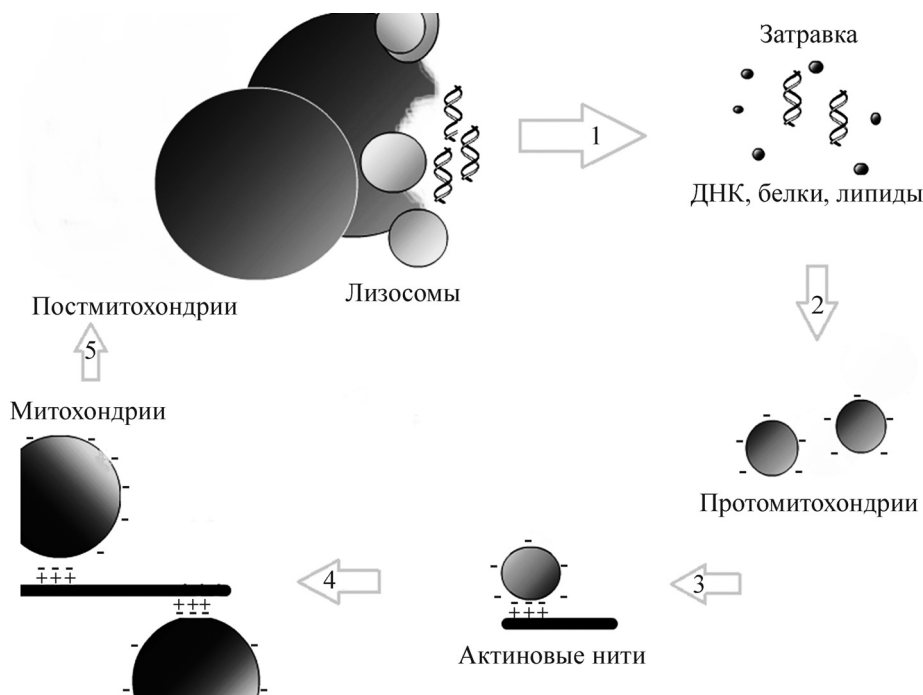 Затравка
1
ДНК, белки, липиды
Лизосомы
Постмитохондрии
2
5
Митохондрии
- - - - - - -
Протомитохондрии
- - -
+++
4
3
- - -
+++
- - -
+++
Актиновые нити